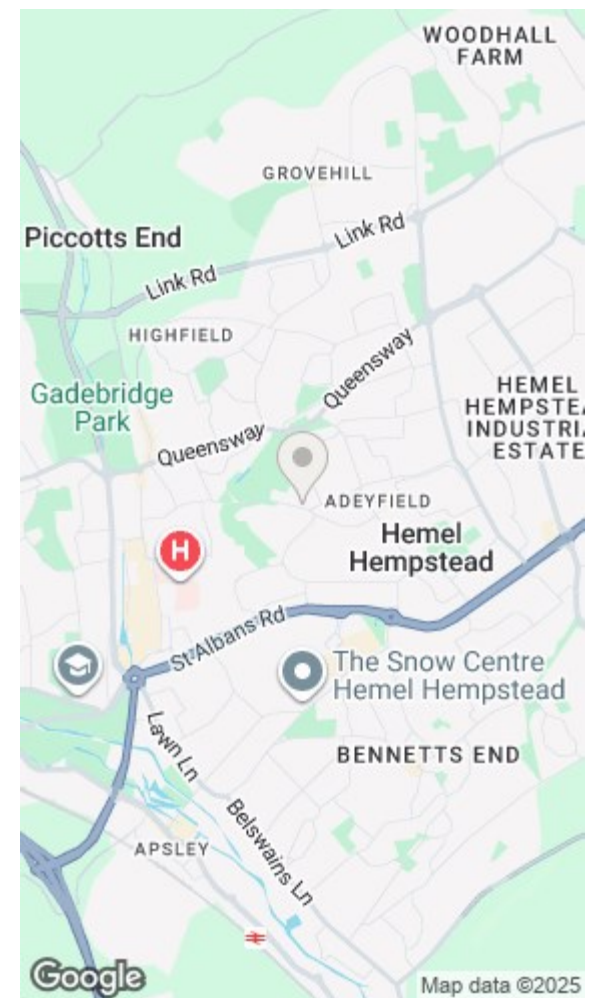 WOODHALL
FARM
GROVEHILL
Link Rd
Piccotts End
Link Rd
HIGHFIELD
Queensway
Gadebridge
Park
HEMEL
HEMPSTEA
INDUSTRIA
ESTATE
Queensway
ADEYFIELD
Hemel
Hempstead
H
St Albans Rd
The Snow Centre
Hemel Hempstead
Lawn Ln
BENNETTS END
Belswains Ln
APSLEY
Google
Map data ©2025